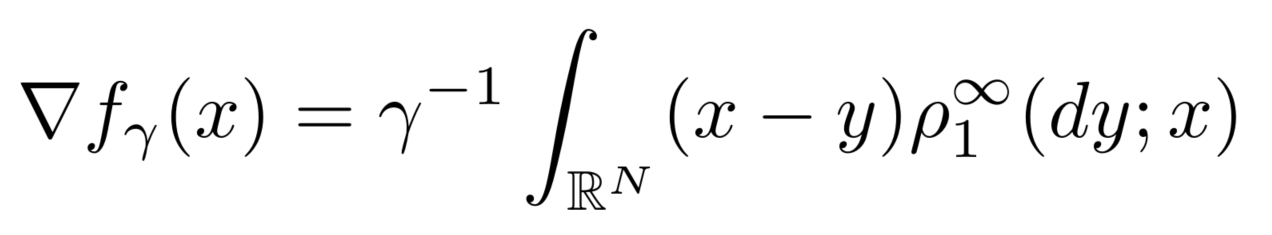 ∇f_γ(x) = γ^{-1} ∫_{ℝ^N} (x − y)ρ_1^∞(dy; x)